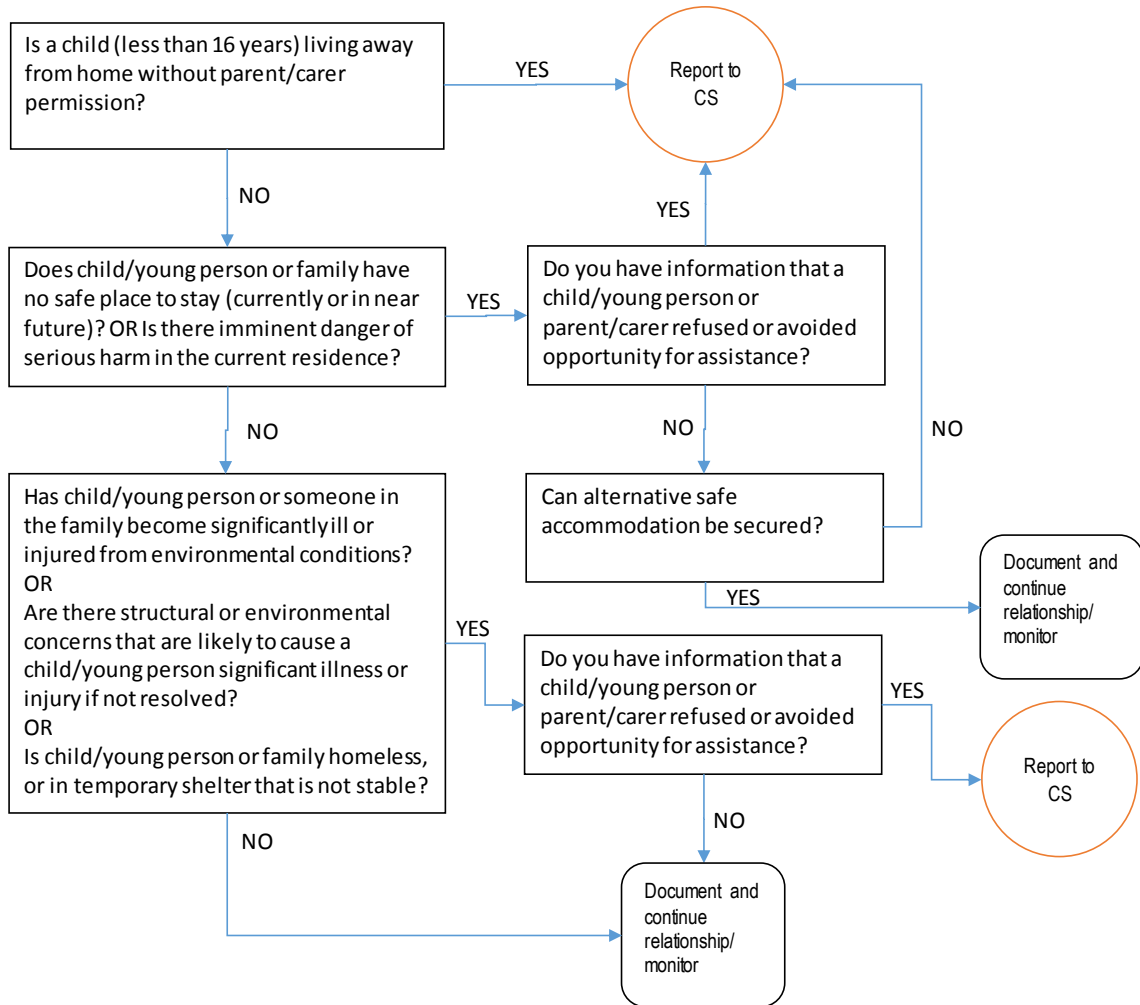 Is a child (less than 16 years) living away
from home without parent/carer
permission?
YES
Report to
CS
NO
YES
Does child/young person or family have
no safe place to stay (currently or in near
future)? OR Is there imminent danger of
serious harm in the current residence?
YES
Do you have information that a
child/young person or
parent/carer refused or avoided
opportunity for assistance?
NO
NO
NO
Has child/young person or someone in
the family become significantly ill or
injured from environmental conditions?
OR
Are there structural or environmental
concerns that are likely to cause a
child/young person significant illness or
injury if not resolved?
OR
Is child/young person or family homeless,
or in temporary shelter that is not stable?
Can alternative safe
accommodation be secured?
YES
Document and
continue
relationship/
monitor
YES
Do you have information that a
child/young person or
parent/carer refused or avoided
opportunity for assistance?
YES
Report to
CS
NO
NO
Document and
continue
relationship/
monitor